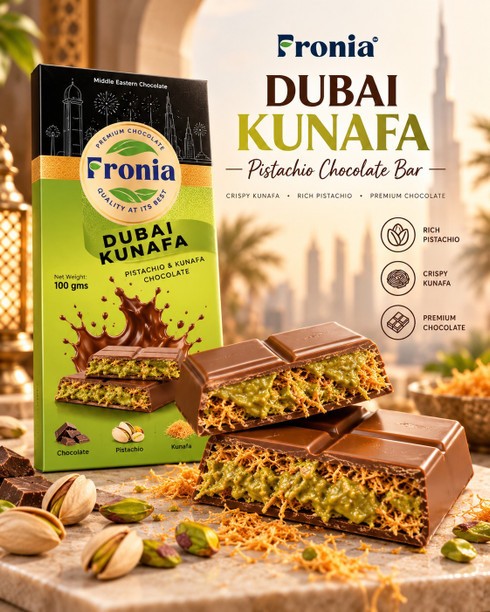 Fronia
DUBAI
KUNAFA
Pistachio Chocolate Bar
CRISPY KUNAFA • RICH PISTACHIO • PREMIUM CHOCOLATE
RICH
PISTACHIO
CRISPY
KUNAFA
PREMIUM
CHOCOLATE
Middle Eastern Chocolate
PREMIUM CHOCOLATE
Fronia
QUALITY AT ITS BEST
DUBAI
KUNAFA
PISTACHIO & KUNAFA
CHOCOLATE
Net Weight:
100 gms
Chocolate
Pistachio
Kunafa